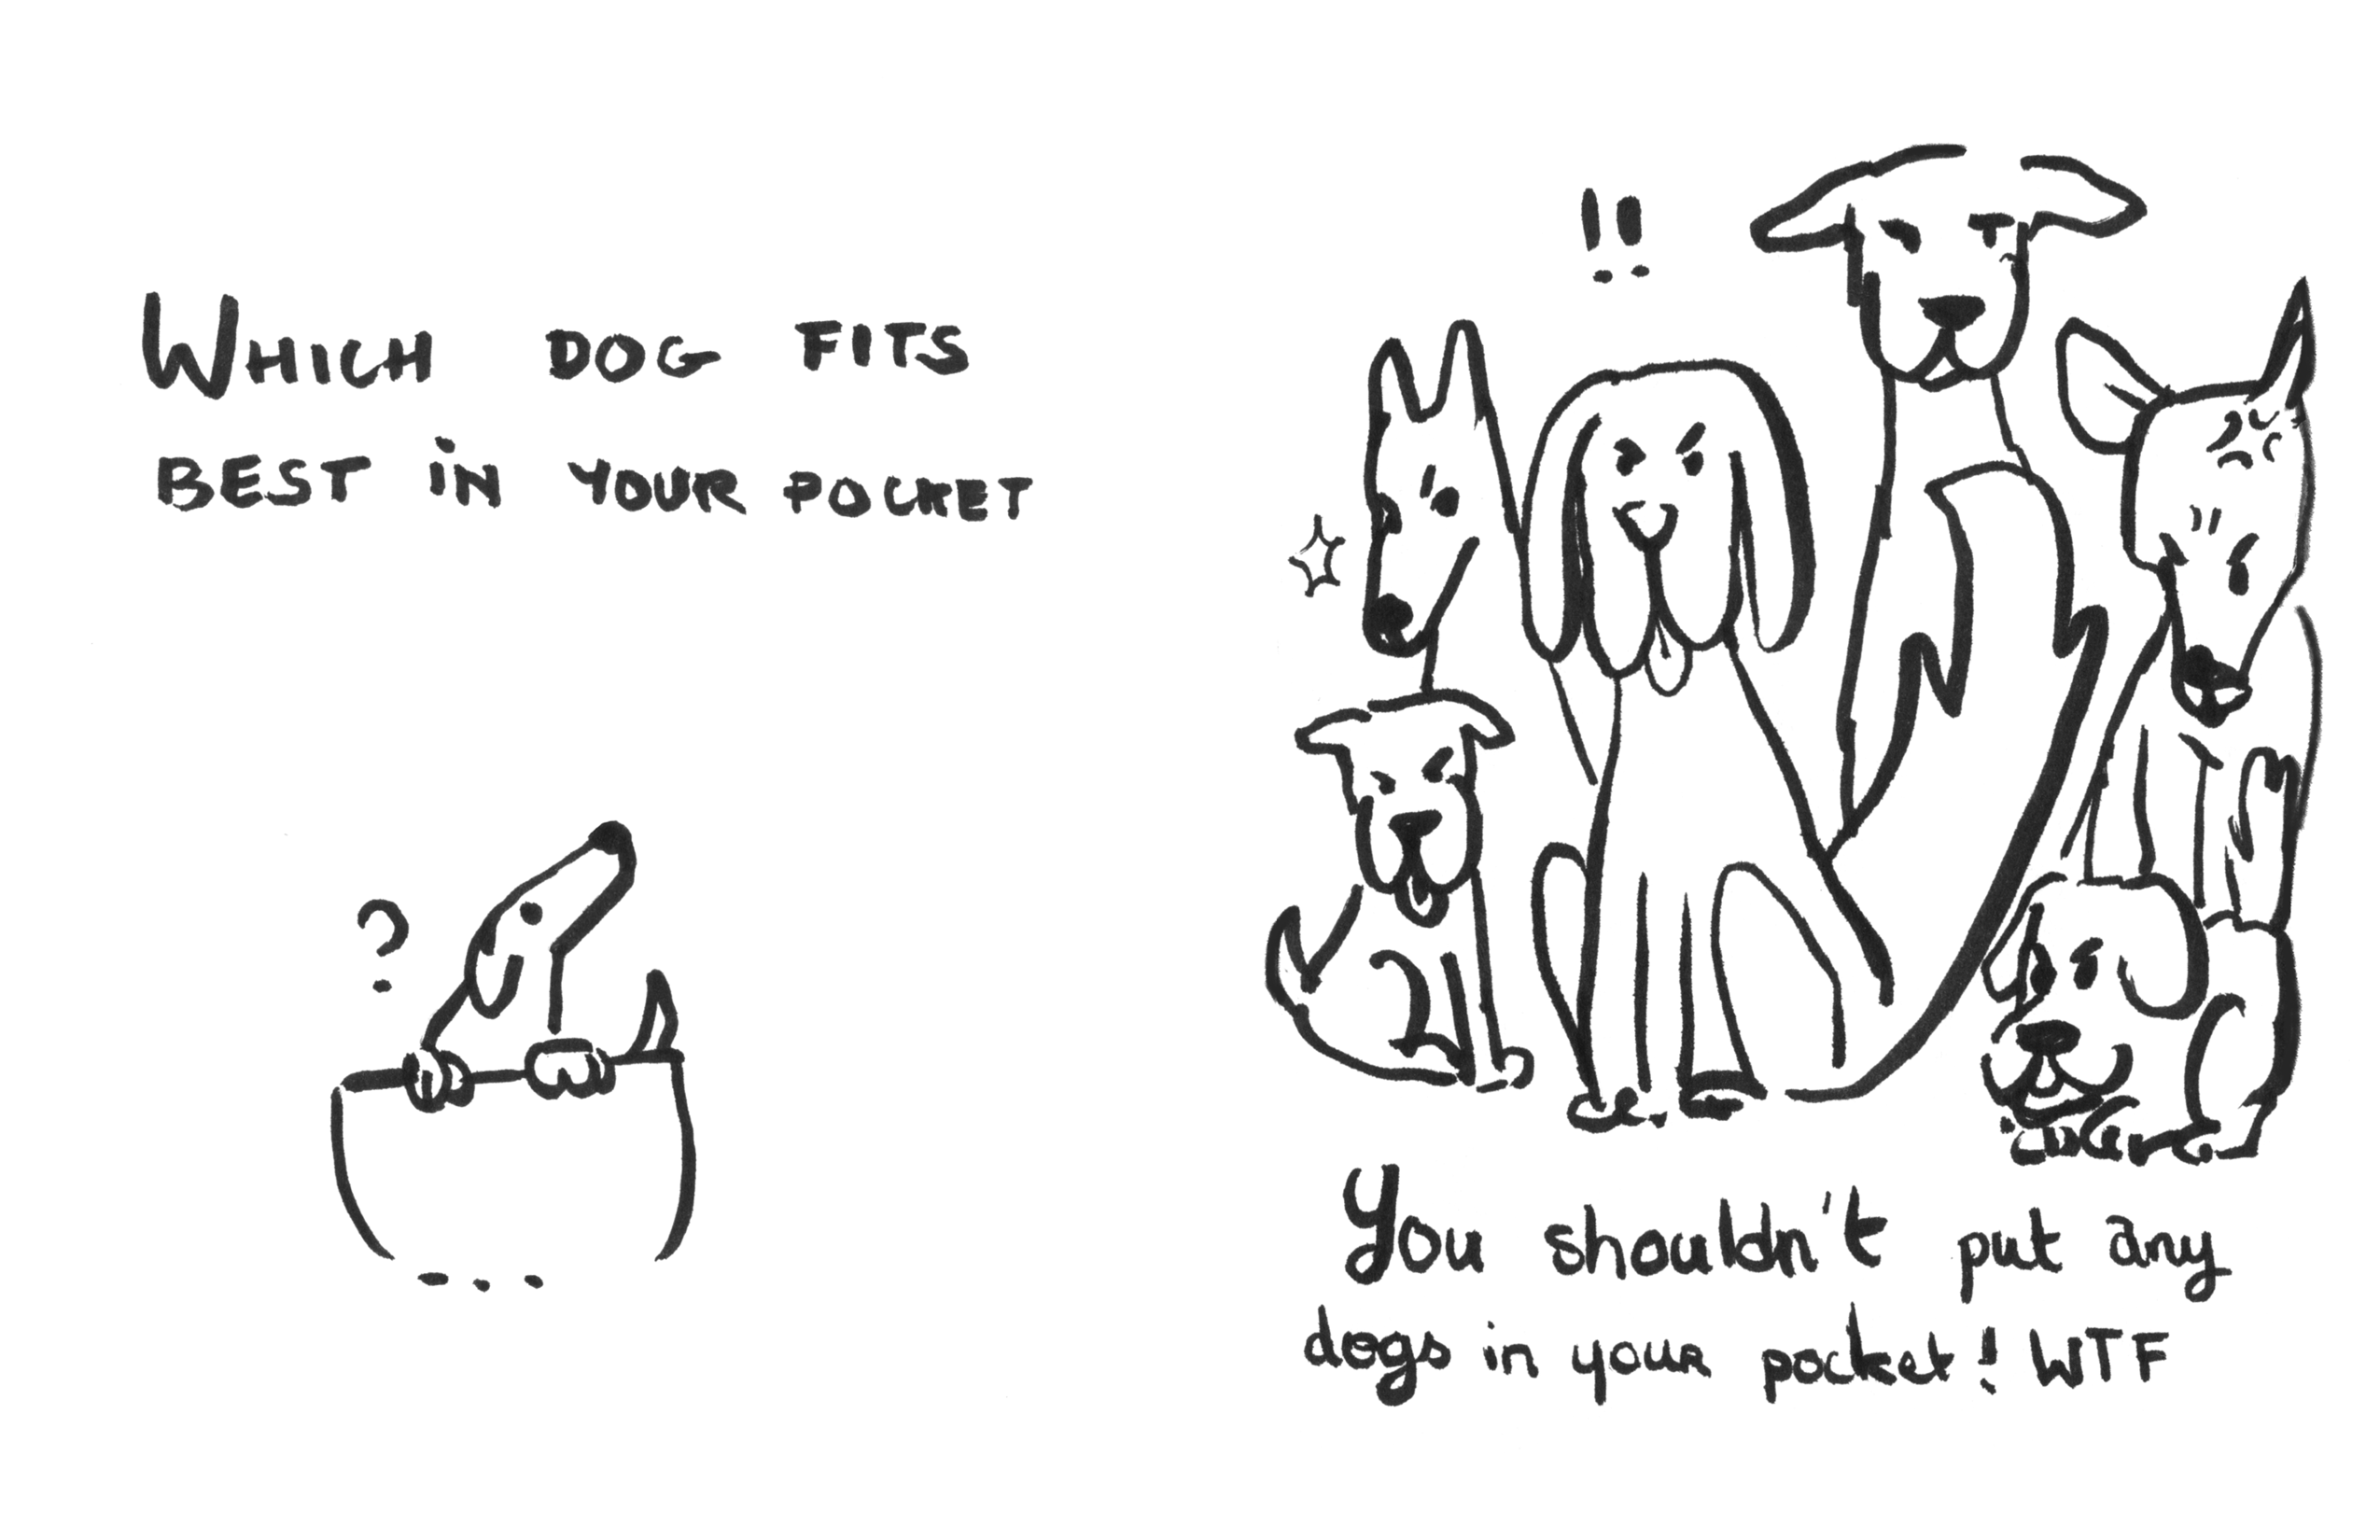 WHICH DOG FITS
BEST iN YOUR POCKET
?
...
!!
You shouldn't put any
dogs in your pocket! WTF